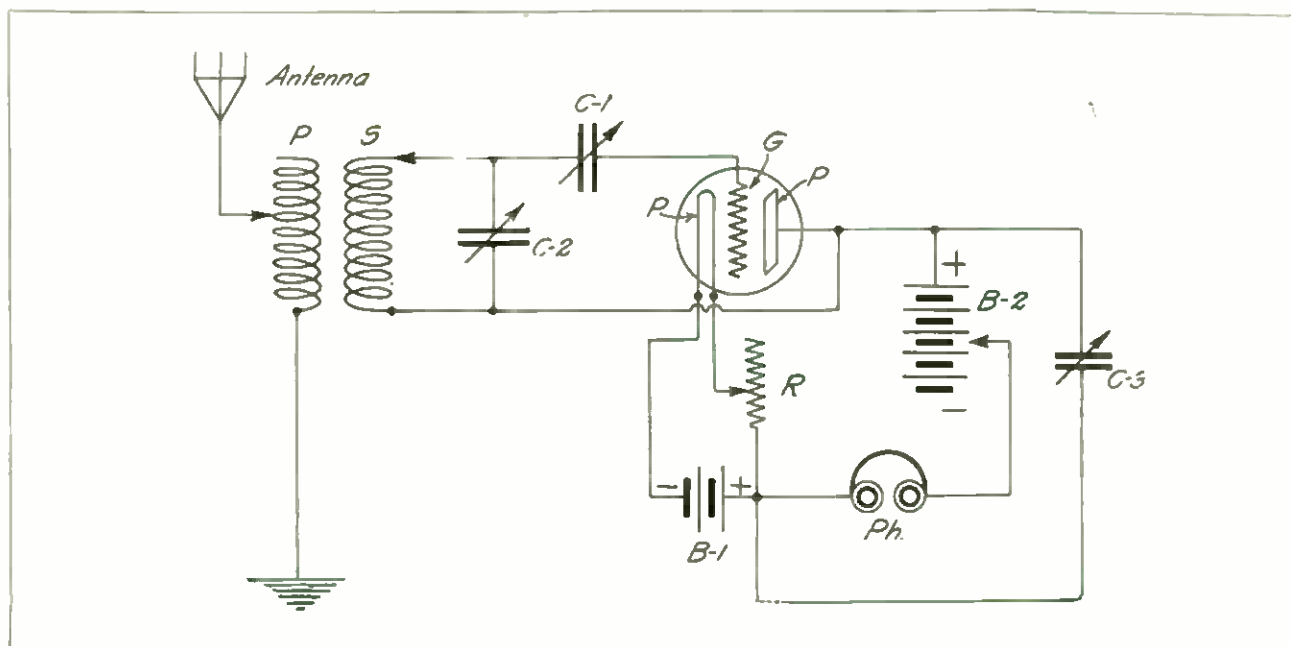 Antenna
P
S
C-1
G
P
P
C-2
+
B-2
R
C-3
-
- +
B-1
Ph.